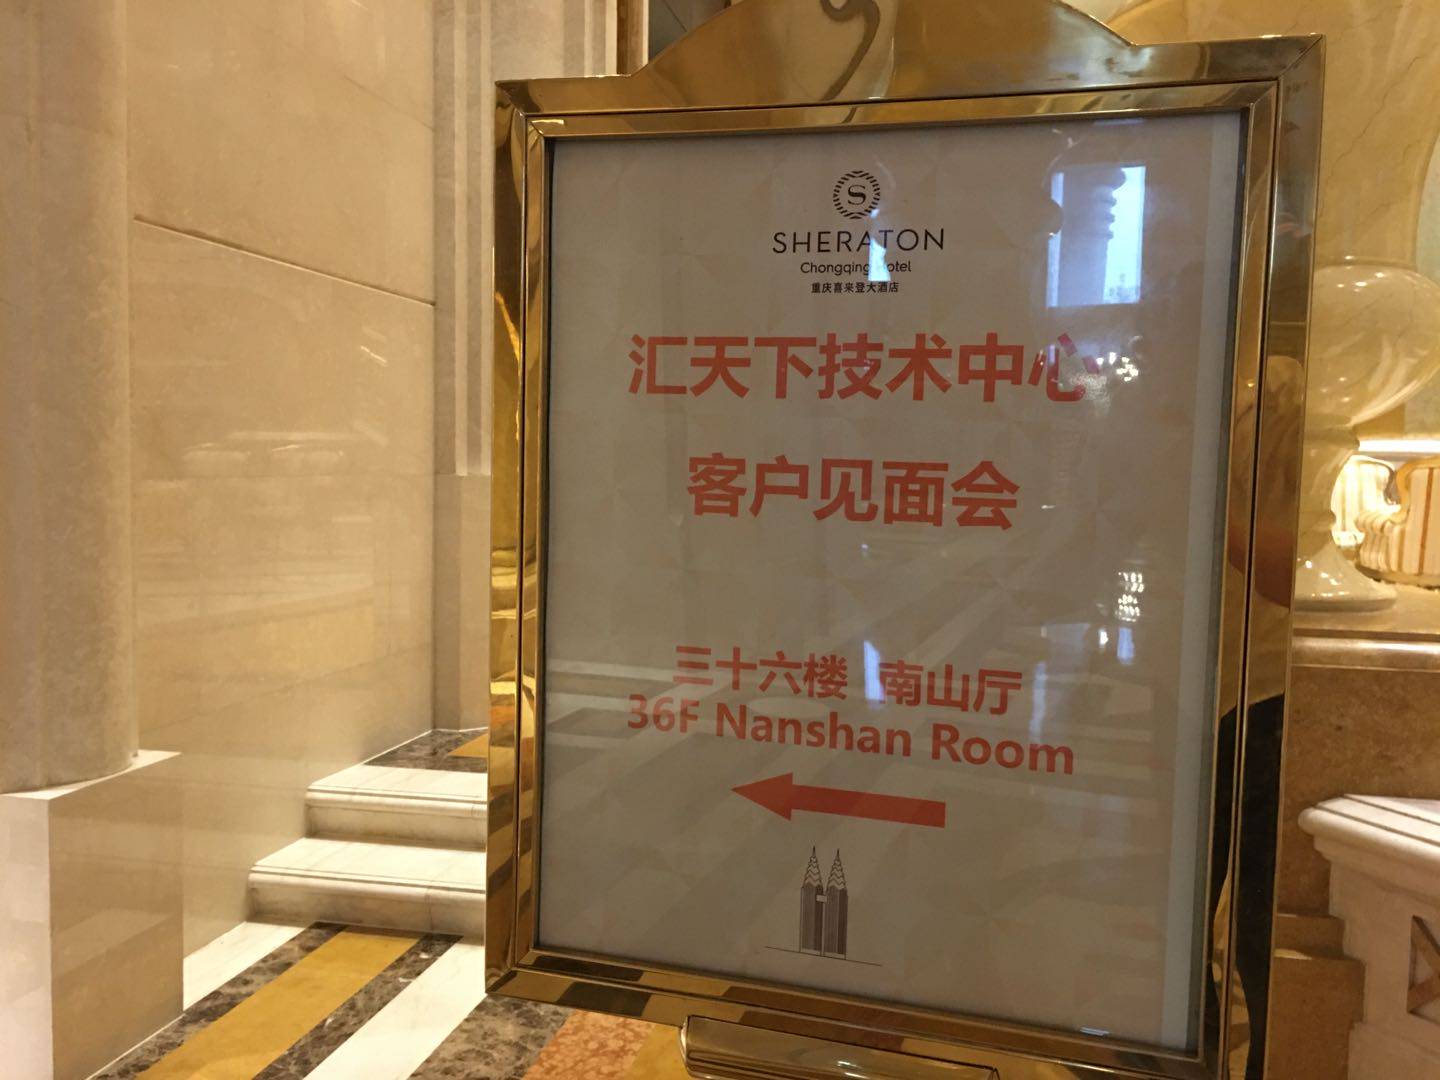 S
SHERATON
Chongqing Hotel
重庆喜来登大酒店
汇天下技术中心
客户见面会
三十六楼 南山厅
36F Nanshan Room